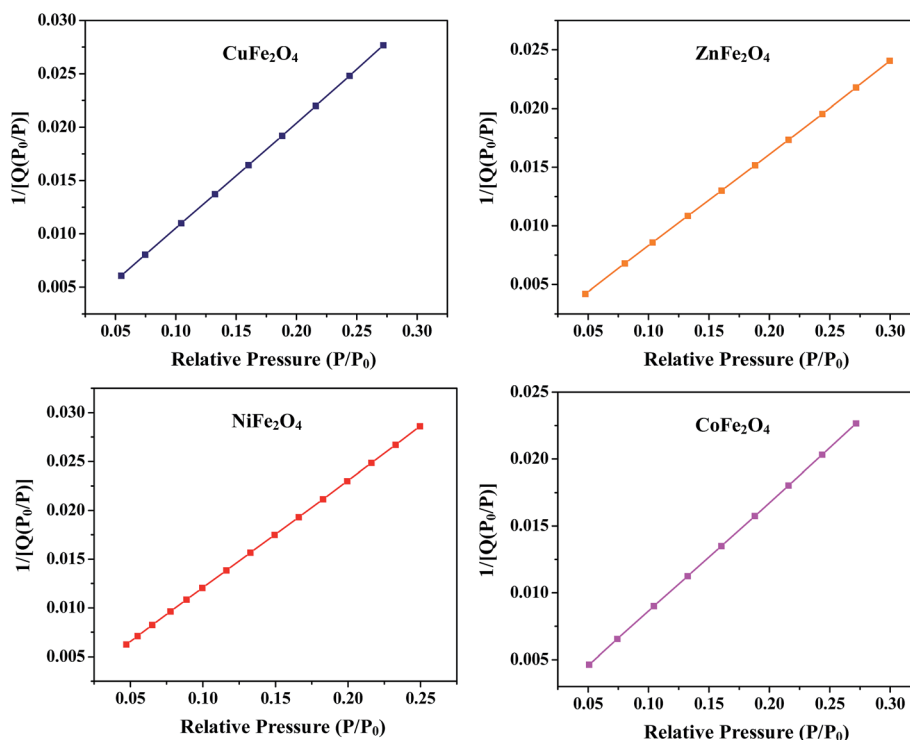 CuFe₂O₄
1/[Q(P₀/P)]
0.030
0.025
0.020
0.015
0.010
0.005
0.05 0.10 0.15 0.20 0.25 0.30
Relative Pressure (P/P₀)
ZnFe₂O₄
1/[Q(P₀/P)]
0.025
0.020
0.015
0.010
0.005
0.05 0.10 0.15 0.20 0.25 0.30
Relative Pressure (P/P₀)
NiFe₂O₄
1/[Q(P₀/P)]
0.030
0.025
0.020
0.015
0.010
0.005
0.05 0.10 0.15 0.20 0.25
Relative Pressure (P/P₀)
CoFe₂O₄
1/[Q(P₀/P)]
0.025
0.020
0.015
0.010
0.005
0.05 0.10 0.15 0.20 0.25 0.30
Relative Pressure (P/P₀)